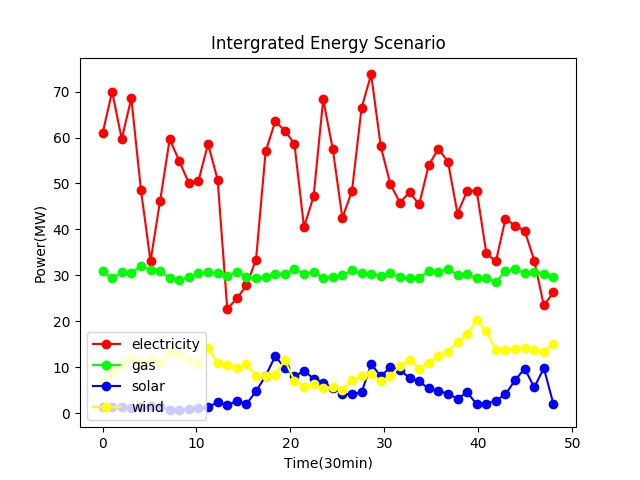 Intergrated Energy Scenario
Power(MW)
70
60
50
40
30
20
10
0
electricity
gas
solar
wind
0 10 20 30 40 50
Time(30min)